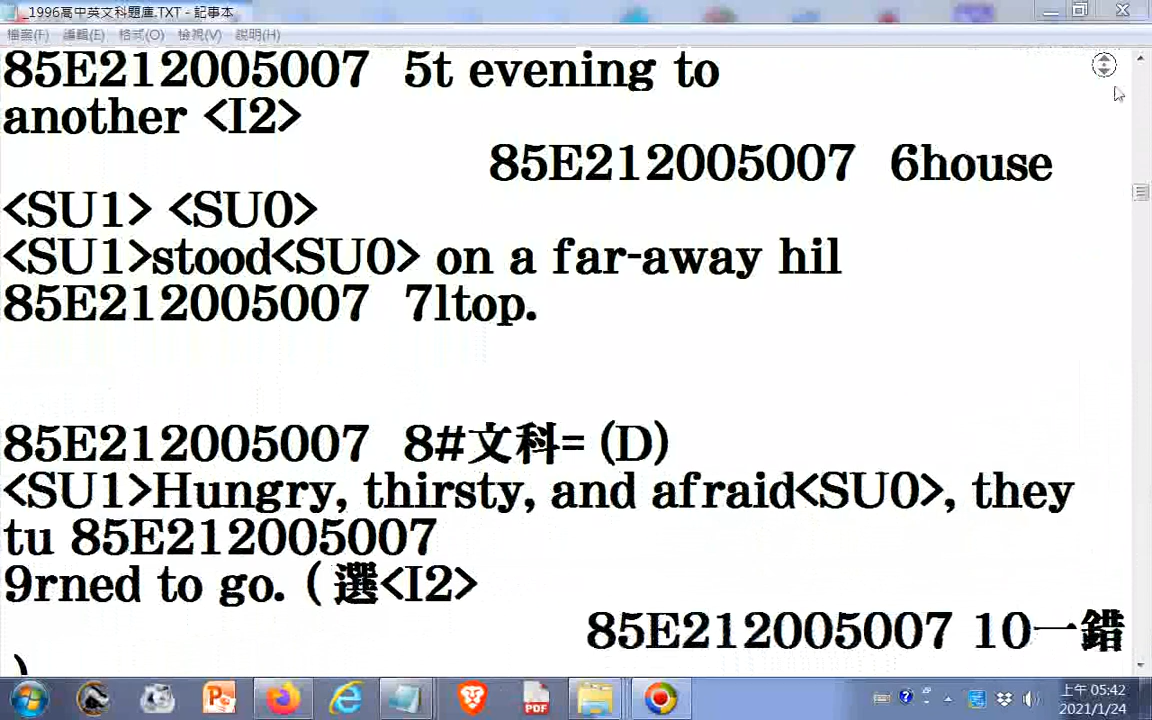 _1996高中英文科題庫.TXT - 記事本
檔案(F) 編輯(E) 格式(O) 檢視(V) 說明(H)
85E212005007 5t evening to
another <I2>
85E212005007 6house
<SU1> <SU0>
<SU1>stood<SU0> on a far-away hil
85E212005007 7ltop.
85E212005007 8#文科= (D)
<SU1>Hungry, thirsty, and afraid<SU0>, they
tu 85E212005007
9rned to go. ( 選<I2>
85E212005007 10一錯
)
PDF
上午 05:42
2021/1/24